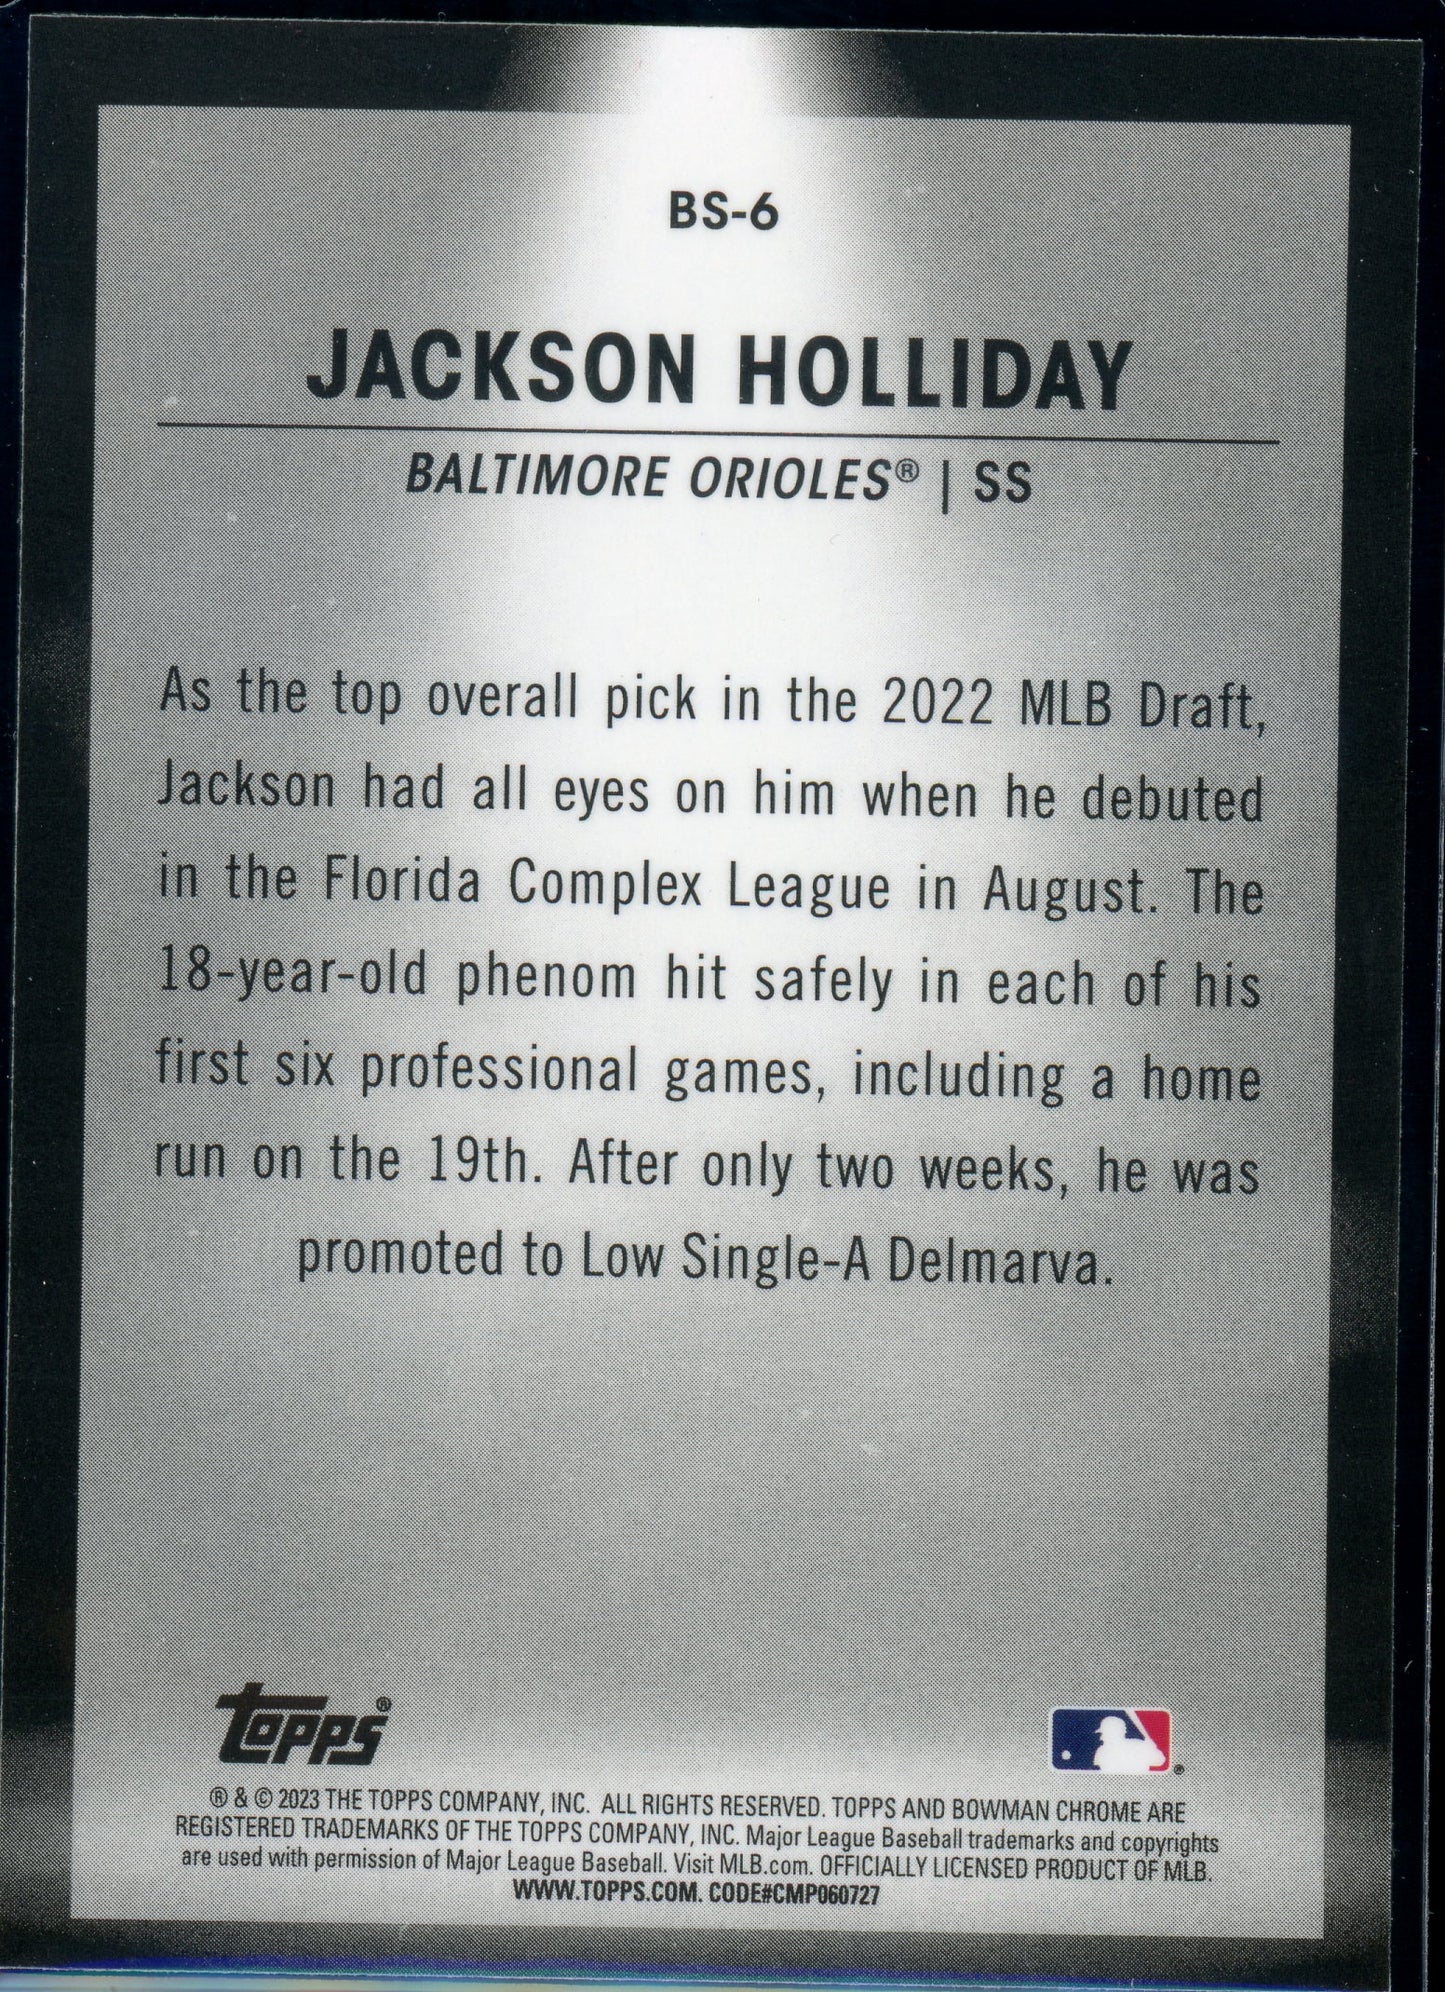 BS-6
JACKSON HOLLIDAY
BALTIMORE ORIOLES® | SS
As the top overall pick in the 2022 MLB Draft,
Jackson had all eyes on him when he debuted
in the Florida Complex League in August. The
18-year-old phenom hit safely in each of his
first six professional games, including a home
run on the 19th. After only two weeks, he was
promoted to Low Single-A Delmarva.
topps®
® & © 2023 THE TOPPS COMPANY, INC. ALL RIGHTS RESERVED. TOPPS AND BOWMAN CHROME ARE
REGISTERED TRADEMARKS OF THE TOPPS COMPANY, INC. Major League Baseball trademarks and copyrights
are used with permission of Major League Baseball. Visit MLB.com. OFFICIALLY LICENSED PRODUCT OF MLB.
WWW.TOPPS.COM. CODE#CMP060727